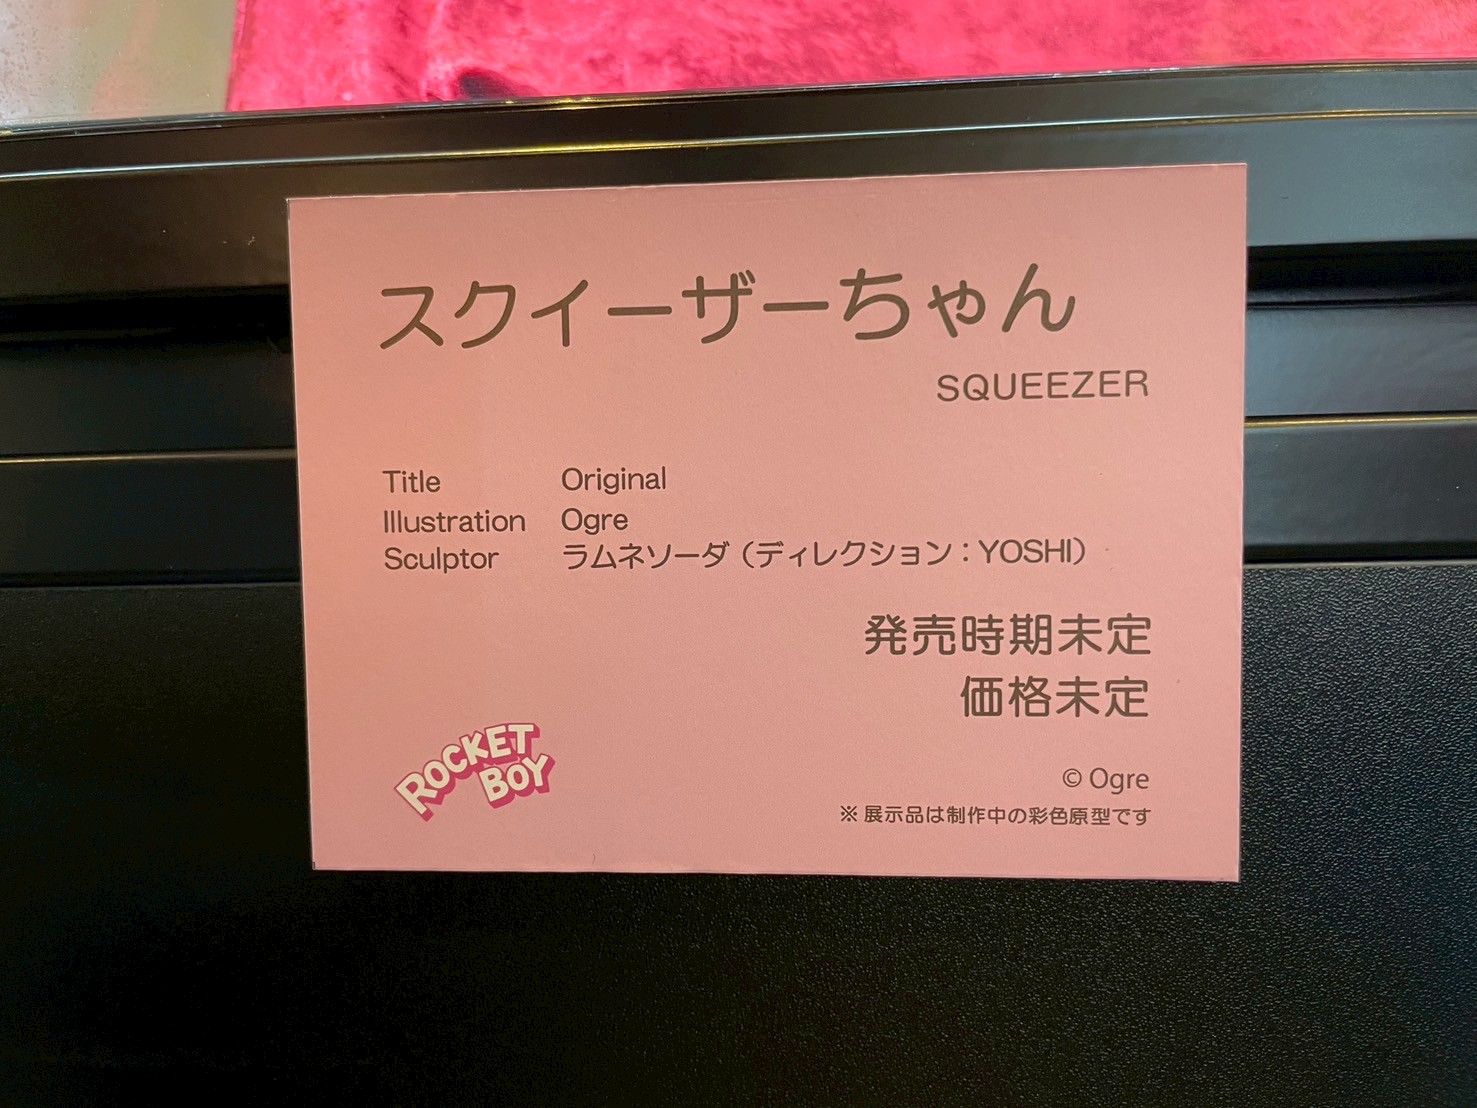 スクイーザーちゃん
SQUEEZER
Title Original
Illustration Ogre
Sculptor ラムネソーダ（ディレクション：YOSHI）
発売時期未定
価格未定
ROCKET
BOY
© Ogre
※ 展示品は制作中の彩色原型です